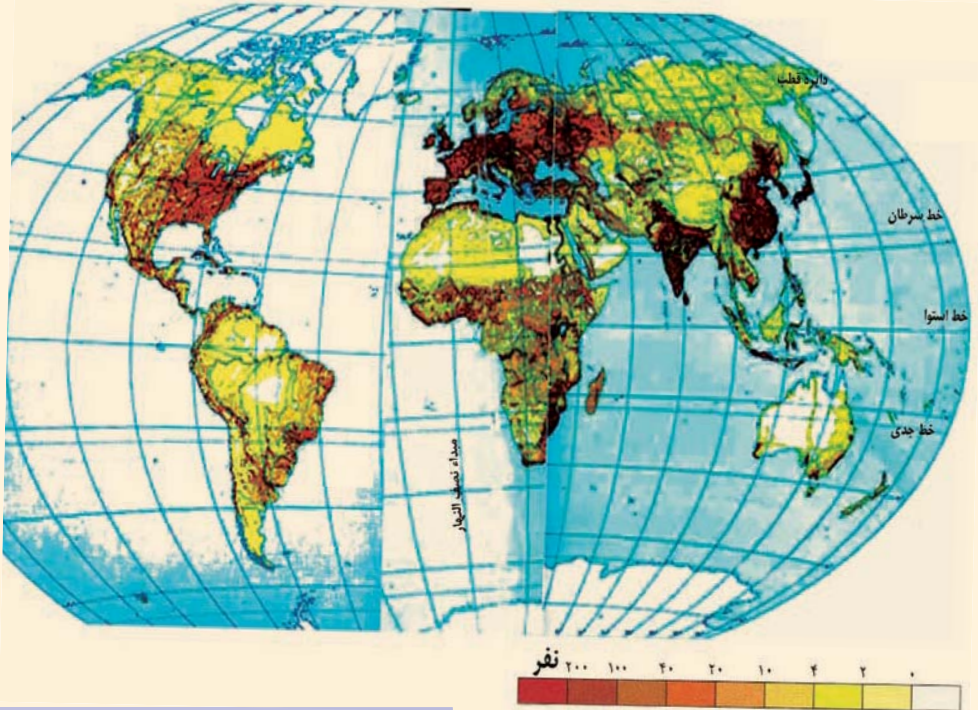 دایره قطب
خط سرطان
خط استوا
خط جدی
مبداء نصف النهار
نفر ۲۰۰ ۱۰۰ ۴۰ ۲۰ ۱۰ ۴ ۲ ۰